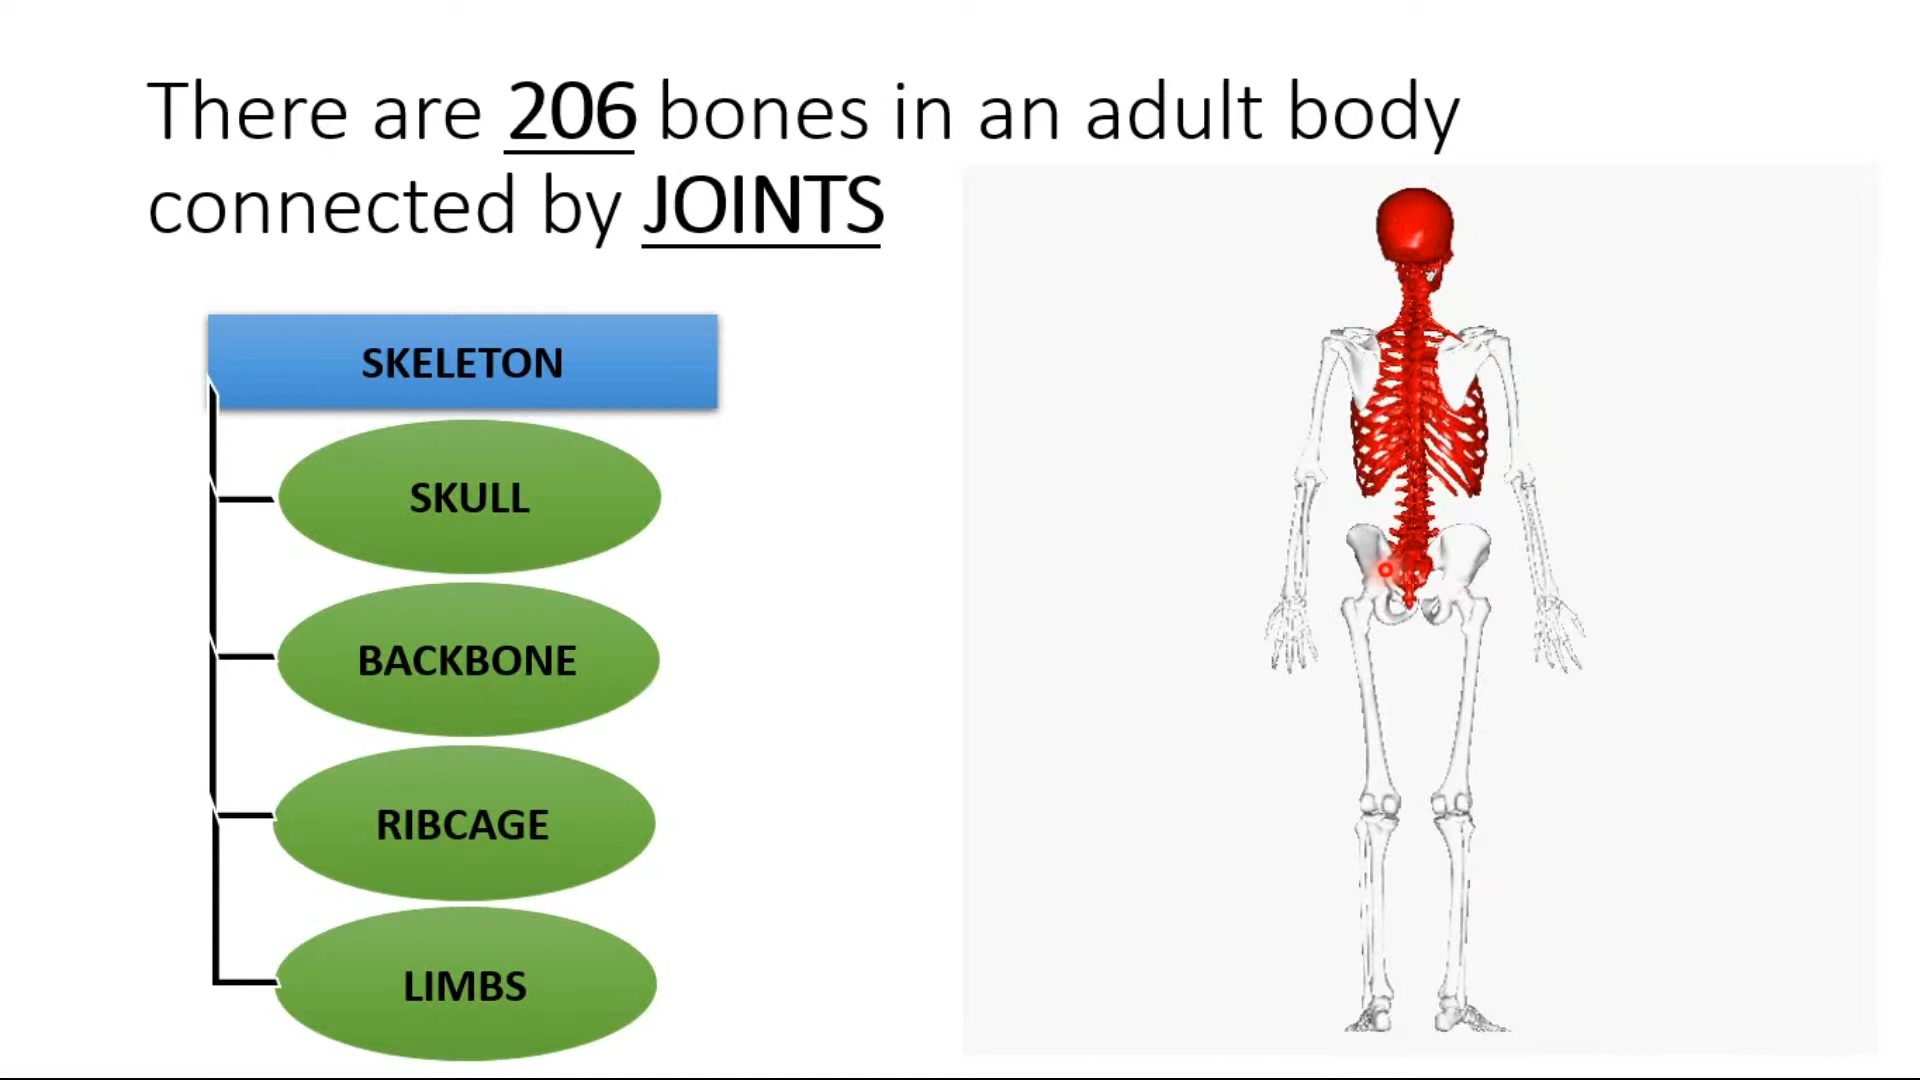 There are 206 bones in an adult body
connected by JOINTS
SKELETON
SKULL
BACKBONE
RIBCAGE
LIMBS